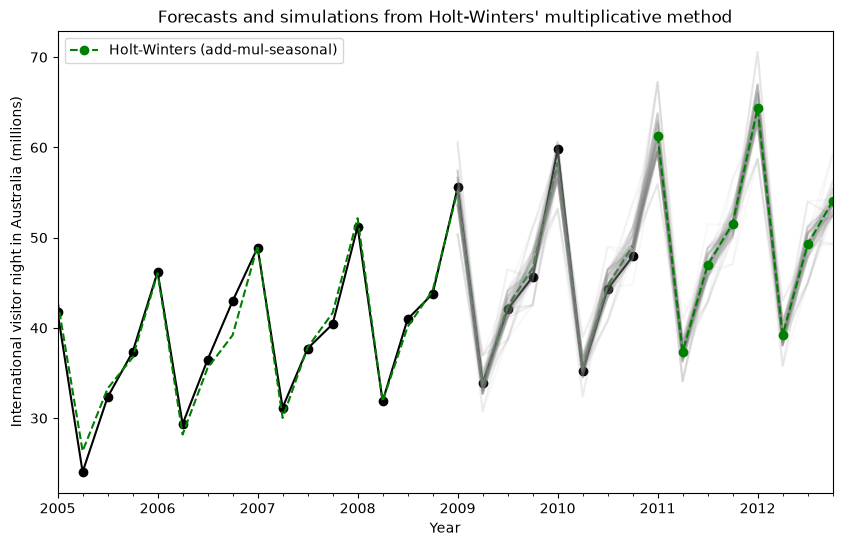 Forecasts and simulations from Holt-Winters' multiplicative method
Holt-Winters (add-mul-seasonal)
International visitor night in Australia (millions)
70
60
50
40
30
2005 2006 2007 2008 2009 2010 2011 2012
Year